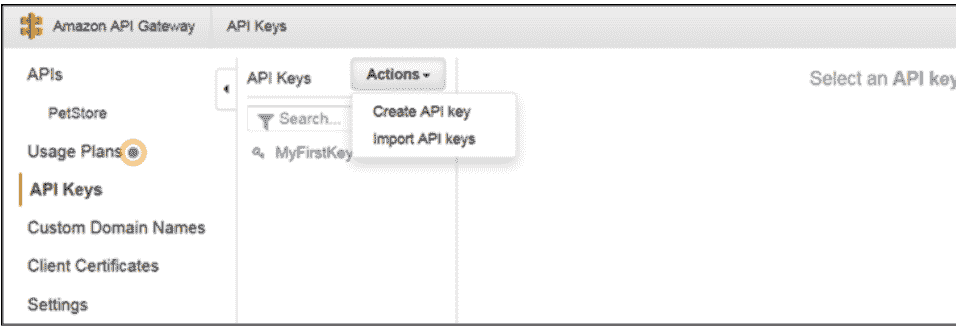 Amazon API Gateway API Keys
APIs
PetStore
Usage Plans
API Keys
Custom Domain Names
Client Certificates
Settings
API Keys Actions
Search...
MyFirstKey
Create API key
Import API keys
Select an API key